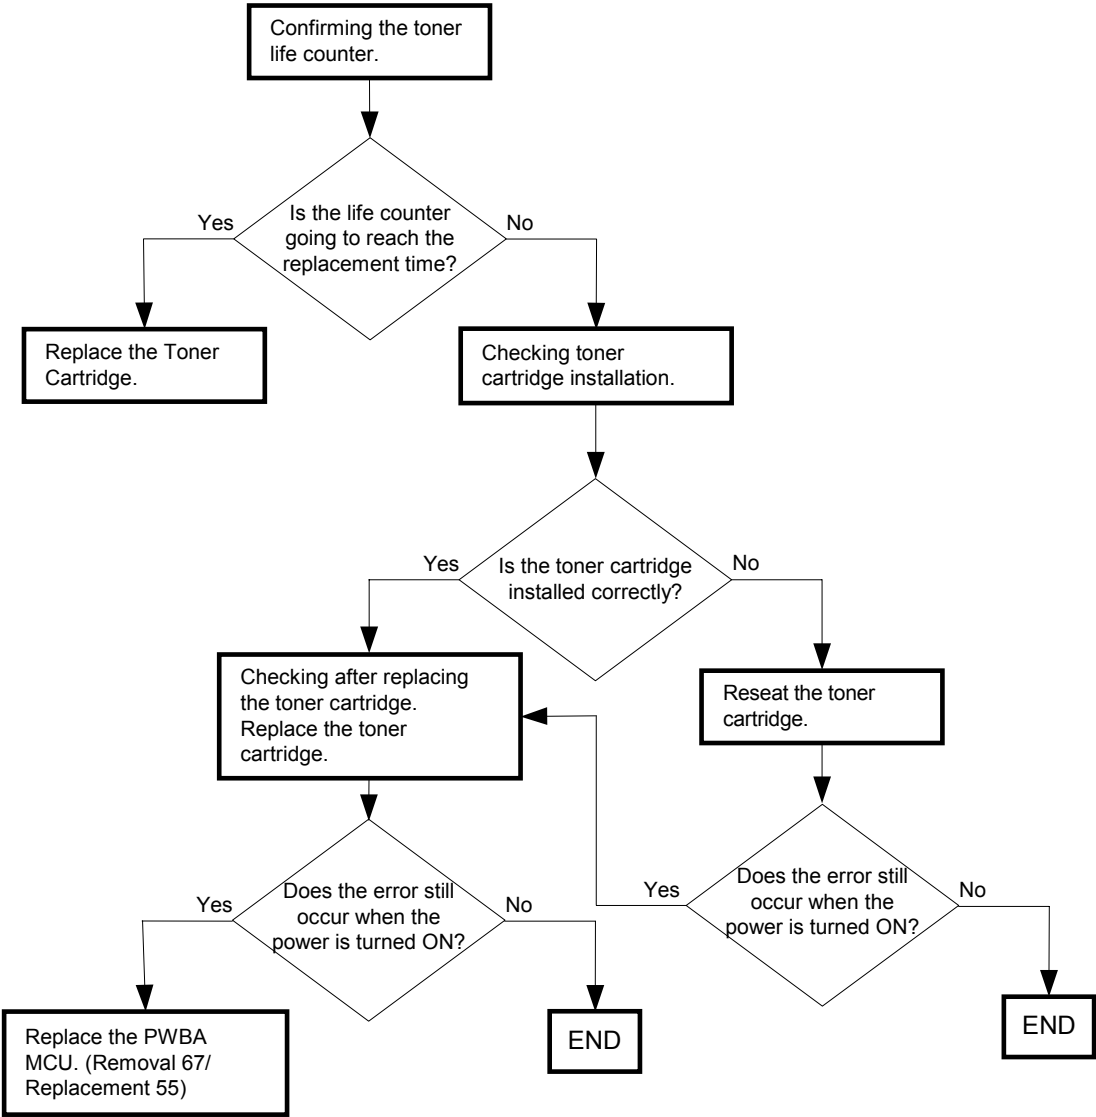 Confirming the toner
life counter.
Is the life counter
going to reach the
replacement time?
Yes
No
Replace the Toner
Cartridge.
Checking toner
cartridge installation.
Is the toner cartridge
installed correctly?
Yes
No
Checking after replacing
the toner cartridge.
Replace the toner
cartridge.
Reseat the toner
cartridge.
Does the error still
occur when the
power is turned ON?
Yes
No
Does the error still
occur when the
power is turned ON?
Yes
No
Replace the PWBA
MCU. (Removal 67/
Replacement 55)
END
END